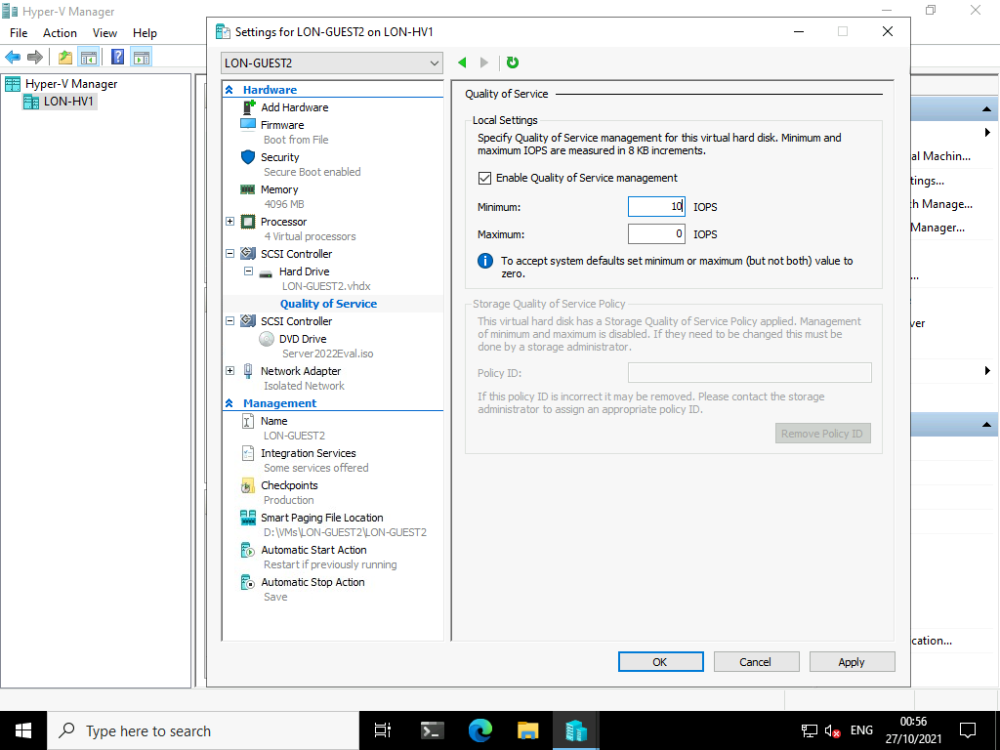 Hyper-V Manager
File Action View Help
Hyper-V Manager
LON-HV1
Settings for LON-GUEST2 on LON-HV1
LON-GUEST2
Hardware
Add Hardware
Firmware
Boot from File
Security
Secure Boot enabled
Memory
4096 MB
Processor
4 Virtual processors
SCSI Controller
Hard Drive
LON-GUEST2.vhdx
Quality of Service
SCSI Controller
DVD Drive
Server2022Eval.iso
Network Adapter
Isolated Network
Management
Name
LON-GUEST2
Integration Services
Some services offered
Checkpoints
Production
Smart Paging File Location
D:\VMs\LON-GUEST2\LON-GUEST2
Automatic Start Action
Restart if previously running
Automatic Stop Action
Save
Quality of Service
Local Settings
Specify Quality of Service management for this virtual hard disk. Minimum and
maximum IOPS are measured in 8 KB increments.
Enable Quality of Service management
Minimum: 10 IOPS
Maximum: 0 IOPS
To accept system defaults set minimum or maximum (but not both) value to
zero.
Storage Quality of Service Policy
This virtual hard disk has a Storage Quality of Service Policy applied. Management
of minimum and maximum is disabled. If they need to be changed this must be
done by a storage administrator.
Policy ID:
If this policy ID is incorrect it may be removed. Please contact the storage
administrator to assign an appropriate policy ID.
Remove Policy ID
OK Cancel Apply
al Machin...
tings...
h Manage...
Manager...
...
ver
ication...
Type here to search
ENG
00:56
27/10/2021